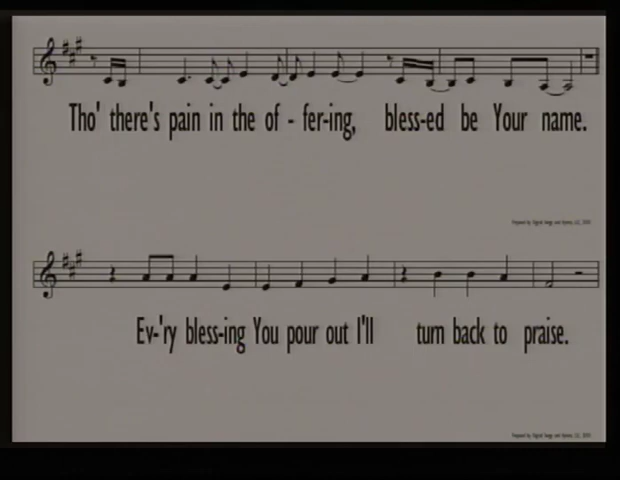 Tho' there's pain in the of - fer-ing, bless-ed be Your name.
Ev-'ry bless-ing You pour out I'll turn back to praise.